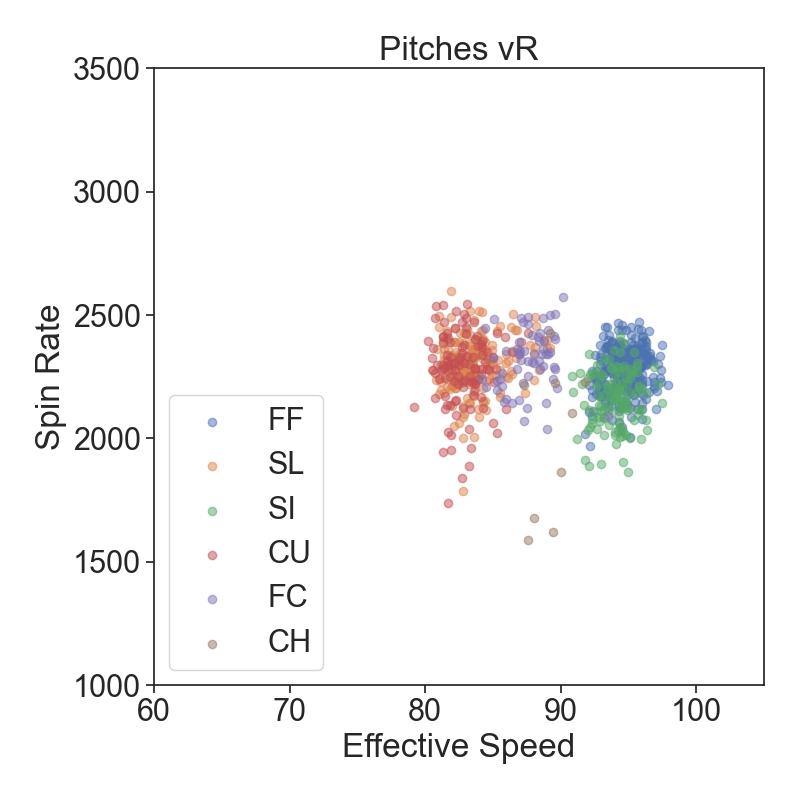 Pitches vR
3500
3000
2500
2000
1500
1000
Spin Rate
FF
SL
SI
CU
FC
CH
60 70 80 90 100
Effective Speed